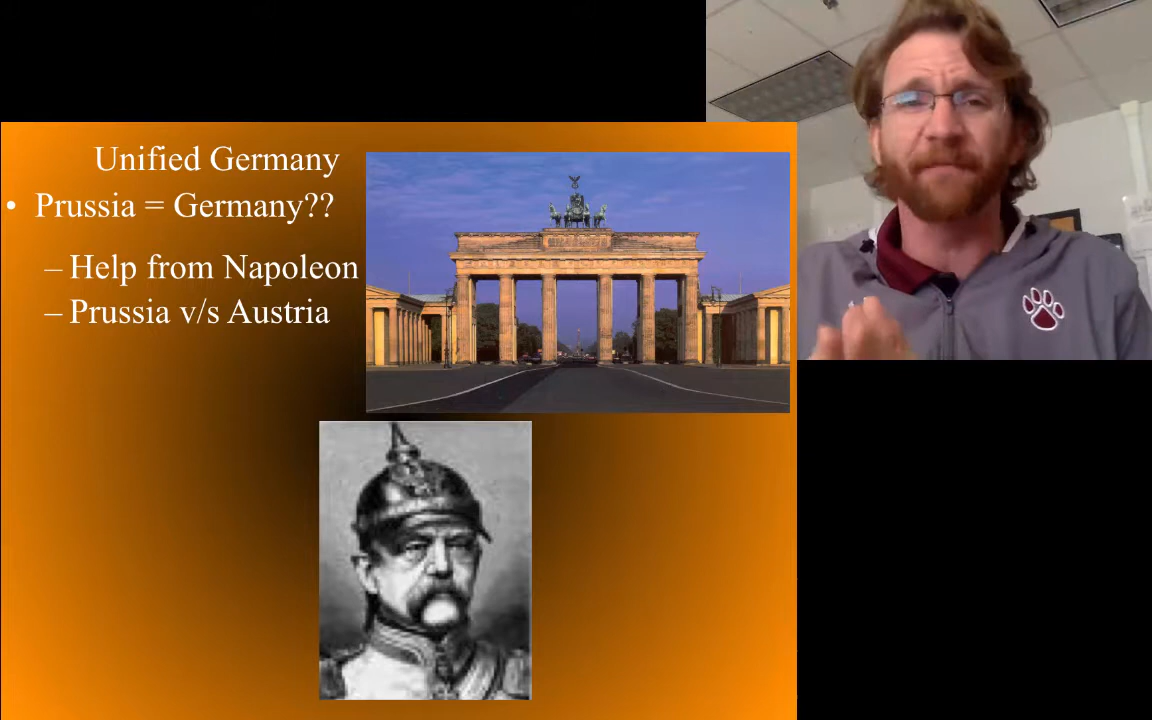 Unified Germany
• Prussia = Germany??
– Help from Napoleon
– Prussia v/s Austria